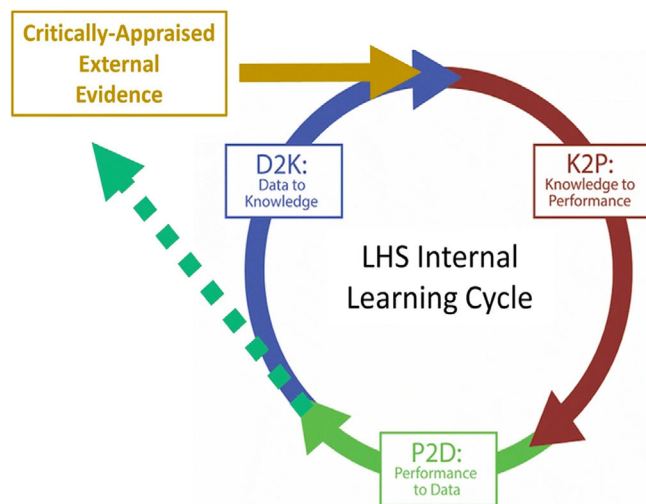 Critically-Appraised
External
Evidence
D2K:
Data to
Knowledge
K2P:
Knowledge to
Performance
LHS Internal
Learning Cycle
P2D:
Performance
to Data